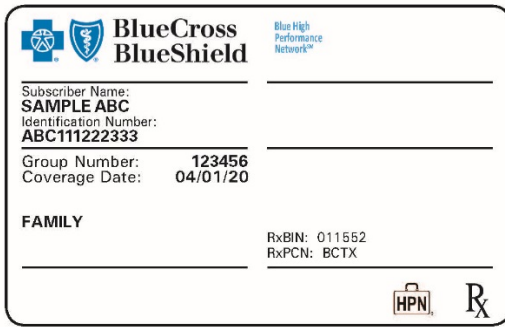 BlueCross
BlueShield
Blue High
Performance
Network℠
Subscriber Name:
SAMPLE ABC
Identification Number:
ABC111222333
Group Number: 123456
Coverage Date: 04/01/20
FAMILY
RxBIN: 011552
RxPCN: BCTX
HPN
Rx